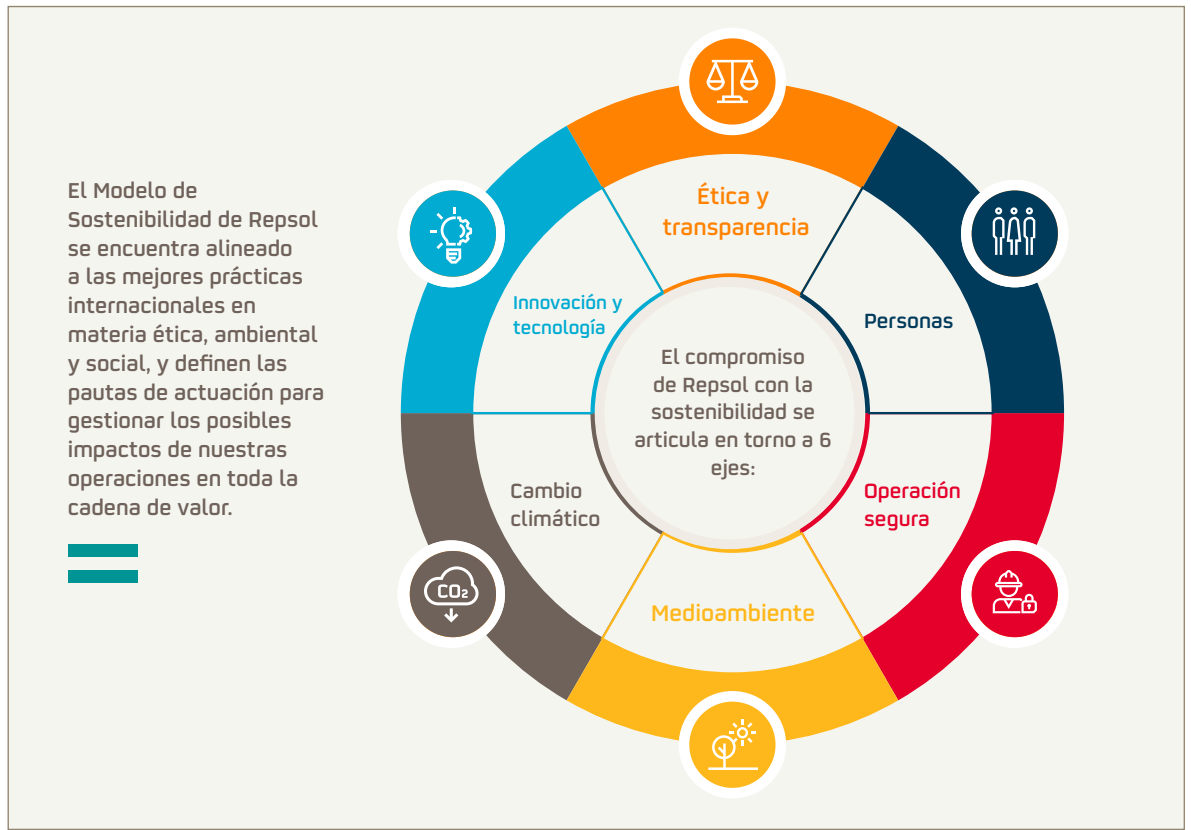 El Modelo de
Sostenibilidad de Repsol
se encuentra alineado
a las mejores prácticas
internacionales en
materia ética, ambiental
y social, y definen las
pautas de actuación para
gestionar los posibles
impactos de nuestras
operaciones en toda la
cadena de valor.
Ética y
transparencia
Innovación y
tecnología
Personas
El compromiso
de Repsol con la
sostenibilidad se
articula en torno a 6
ejes:
Cambio
climático
Operación
segura
Medioambiente
CO₂